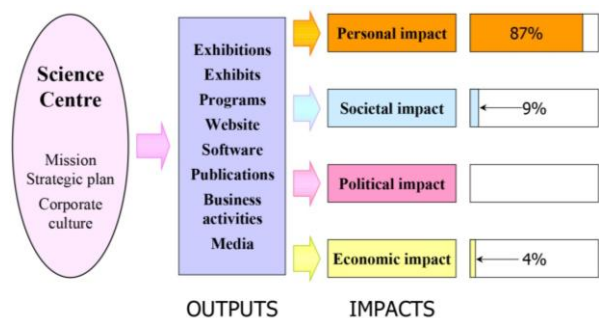 Science
Centre
Mission
Strategic plan
Corporate
culture
Exhibitions
Exhibits
Programs
Website
Software
Publications
Business
activities
Media
OUTPUTS
Personal impact
87%
Societal impact
9%
Political impact
Economic impact
4%
IMPACTS